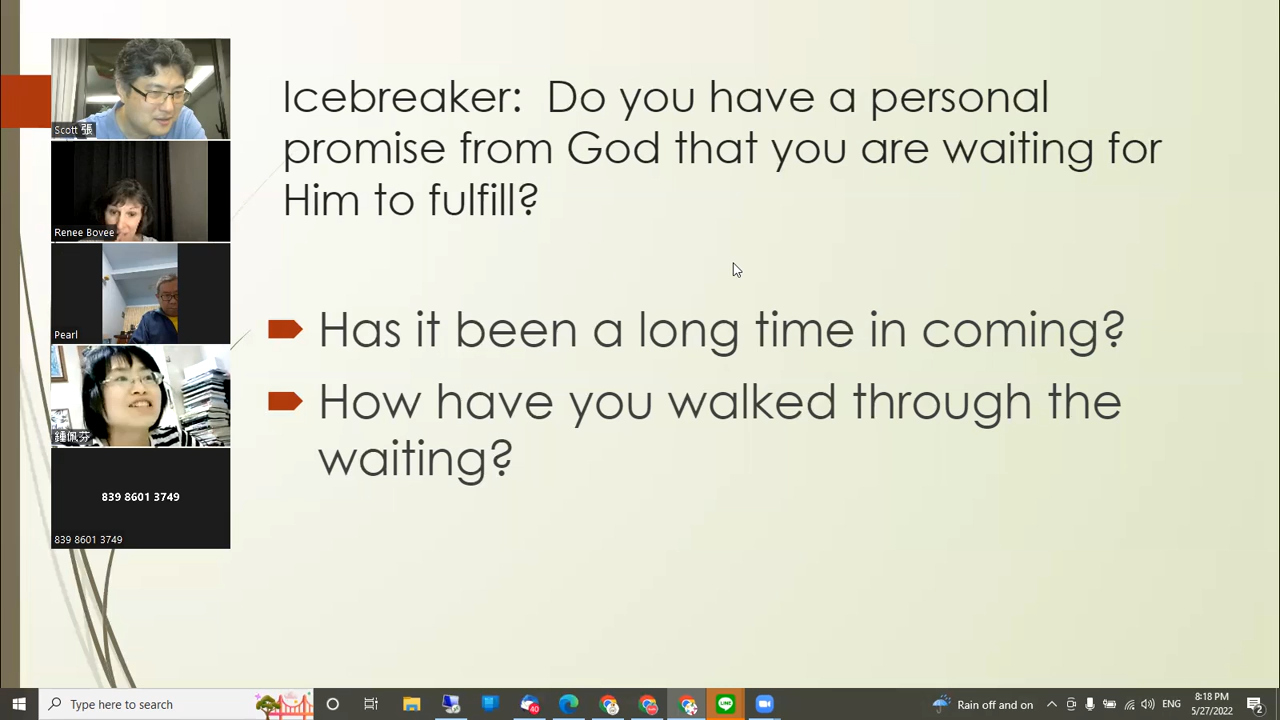 Icebreaker: Do you have a personal
promise from God that you are waiting for
Him to fulfill?
Has it been a long time in coming?
How have you walked through the
waiting?
Scott 張
Renee Bovee
Pearl
鍾佩芬
839 8601 3749
839 8601 3749
Type here to search
40
LINE
Rain off and on
ENG
8:18 PM
5/27/2022
2